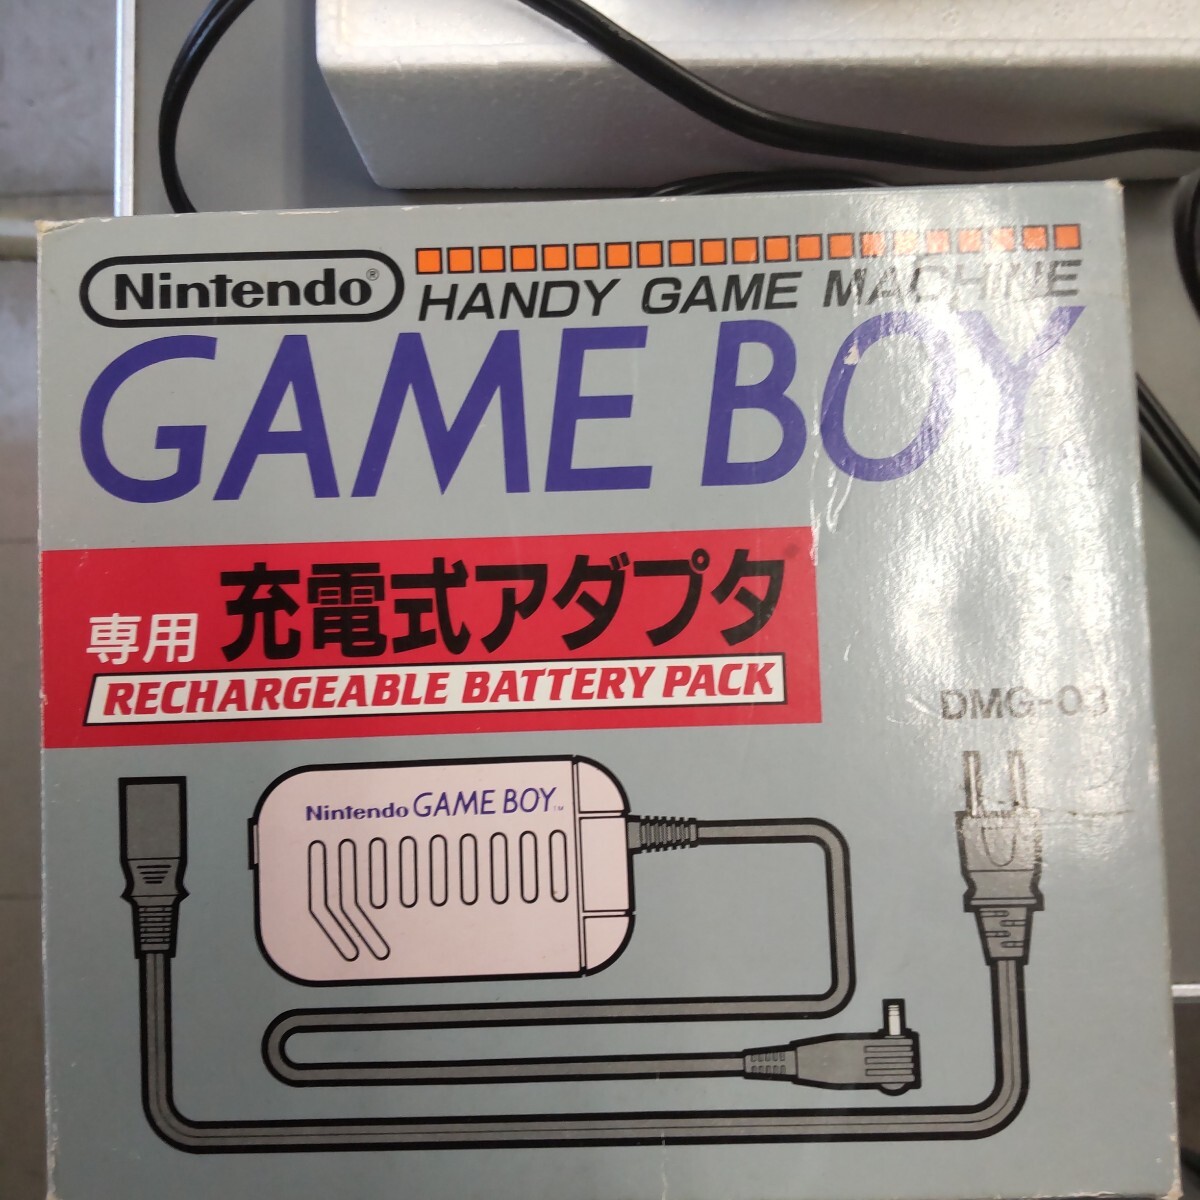 Nintendo®
HANDY GAME MACHINE
GAME BOY
専用 充電式アダプタ
RECHARGEABLE BATTERY PACK
DMG-03
Nintendo GAME BOY™